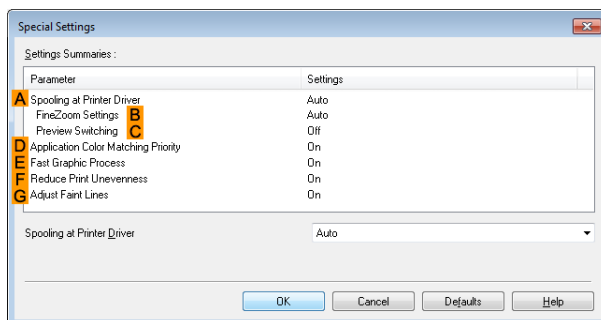 Special Settings
Settings Summaries :
Parameter Settings
A Spooling at Printer Driver Auto
FineZoom Settings B Auto
Preview Switching C Off
D Application Color Matching Priority On
E Fast Graphic Process On
F Reduce Print Unevenness On
G Adjust Faint Lines On
Spooling at Printer Driver Auto
OK Cancel Defaults Help